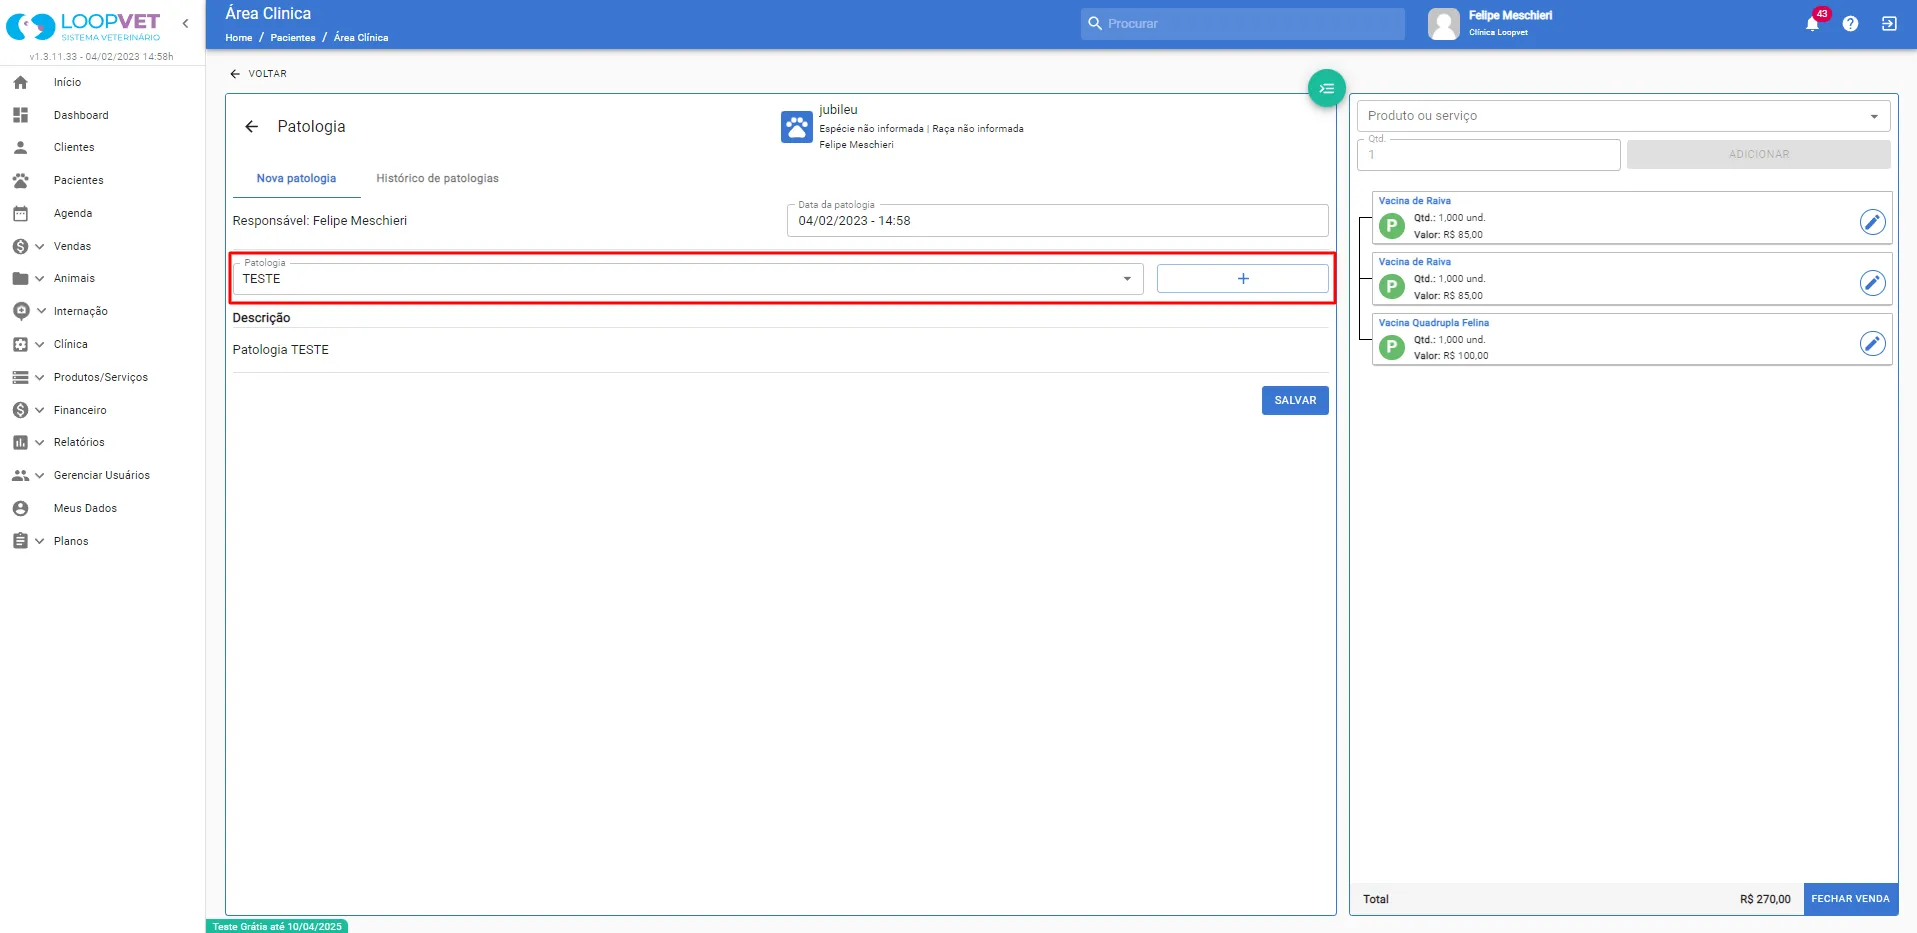 LOOPVET
SISTEMA VETERINÁRIO
v1.3.11.33 - 04/02/2023 14:58h
Início
Dashboard
Clientes
Pacientes
Agenda
Vendas
Animais
Internação
Clínica
Produtos/Serviços
Financeiro
Relatórios
Gerenciar Usuários
Meus Dados
Planos
Área Clinica
Home / Pacientes / Área Clínica
Procurar
Felipe Meschieri
Clínica Loopvet
43
VOLTAR
Patologia
jubileu
Espécie não informada | Raça não informada
Felipe Meschieri
Nova patologia
Histórico de patologias
Responsável: Felipe Meschieri
Data da patologia
04/02/2023 - 14:58
Patologia
TESTE
+
Descrição
Patologia TESTE
SALVAR
Produto ou serviço
Qtd.
1
ADICIONAR
Vacina de Raiva
P
Qtd.: 1,000 und.
Valor: R$ 85,00
Vacina de Raiva
P
Qtd.: 1,000 und.
Valor: R$ 85,00
Vacina Quadrupla Felina
P
Qtd.: 1,000 und.
Valor: R$ 100,00
Total
R$ 270,00
FECHAR VENDA
Teste Grátis até 10/04/2025